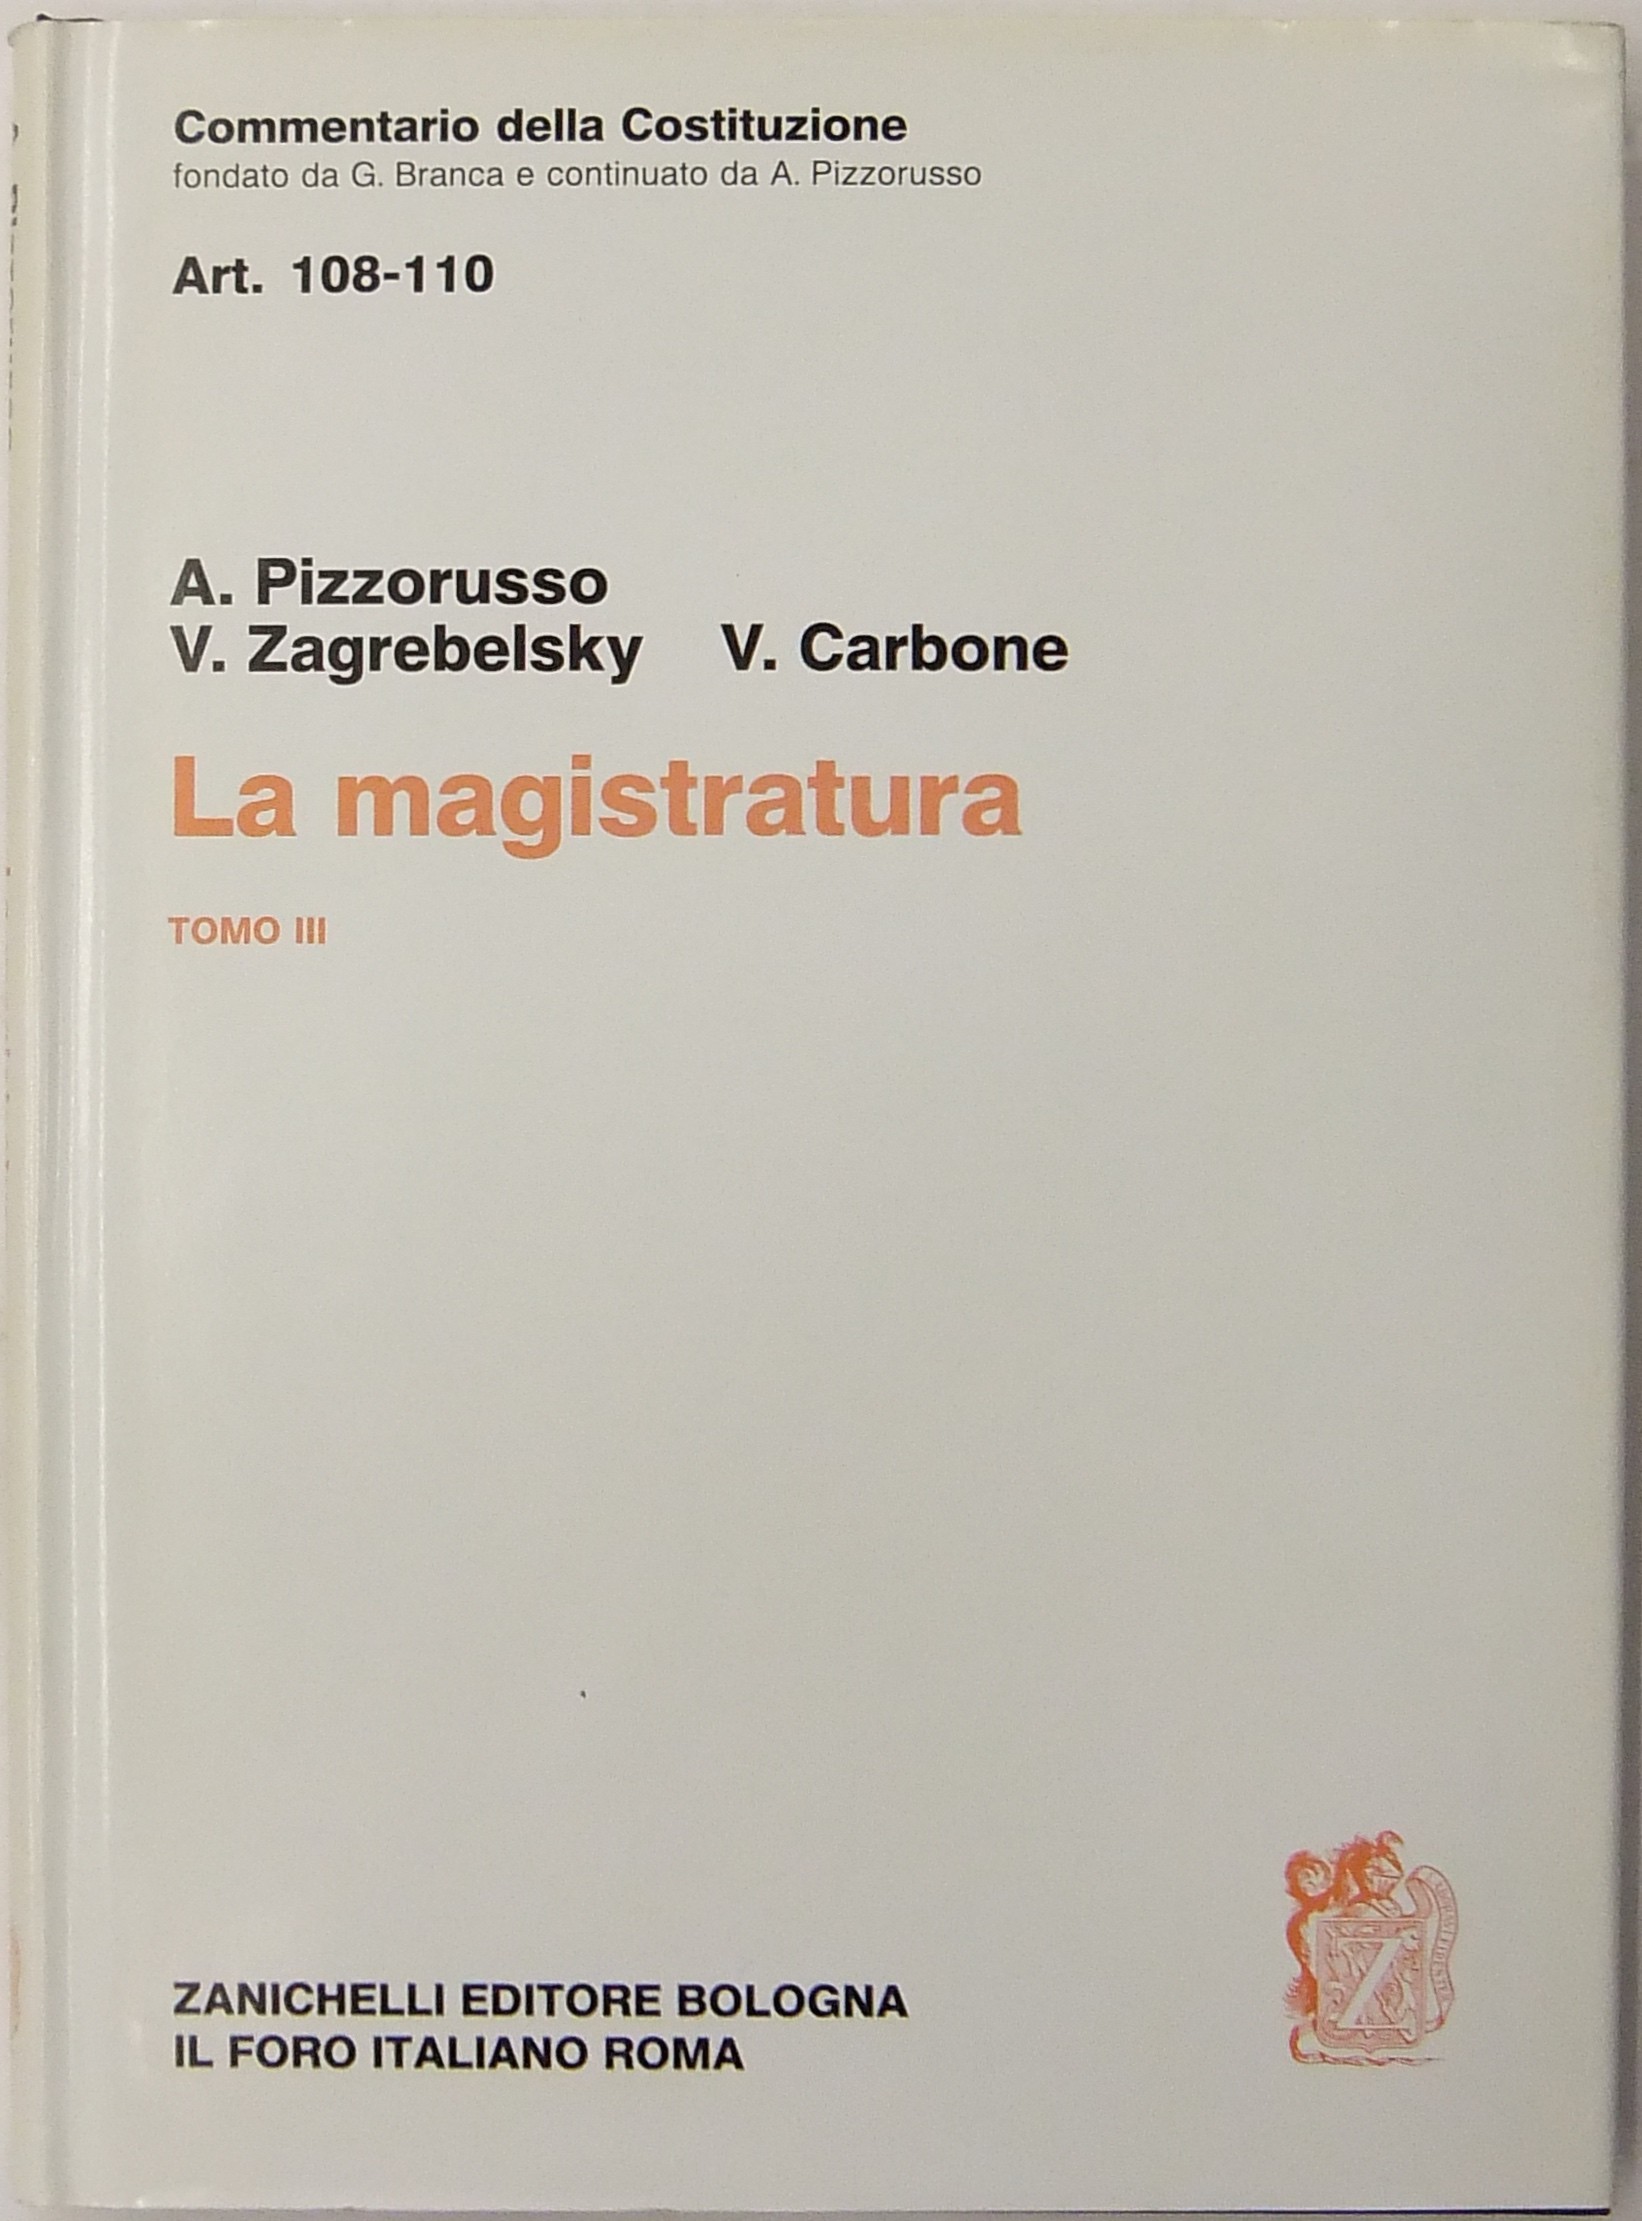 Commentario della Costituzione
fondato da G. Branca e continuato da A. Pizzorusso
Art. 108-110
A. Pizzorusso
V. Zagrebelsky V. Carbone
La magistratura
TOMO III
ZANICHELLI EDITORE BOLOGNA
IL FORO ITALIANO ROMA
Z